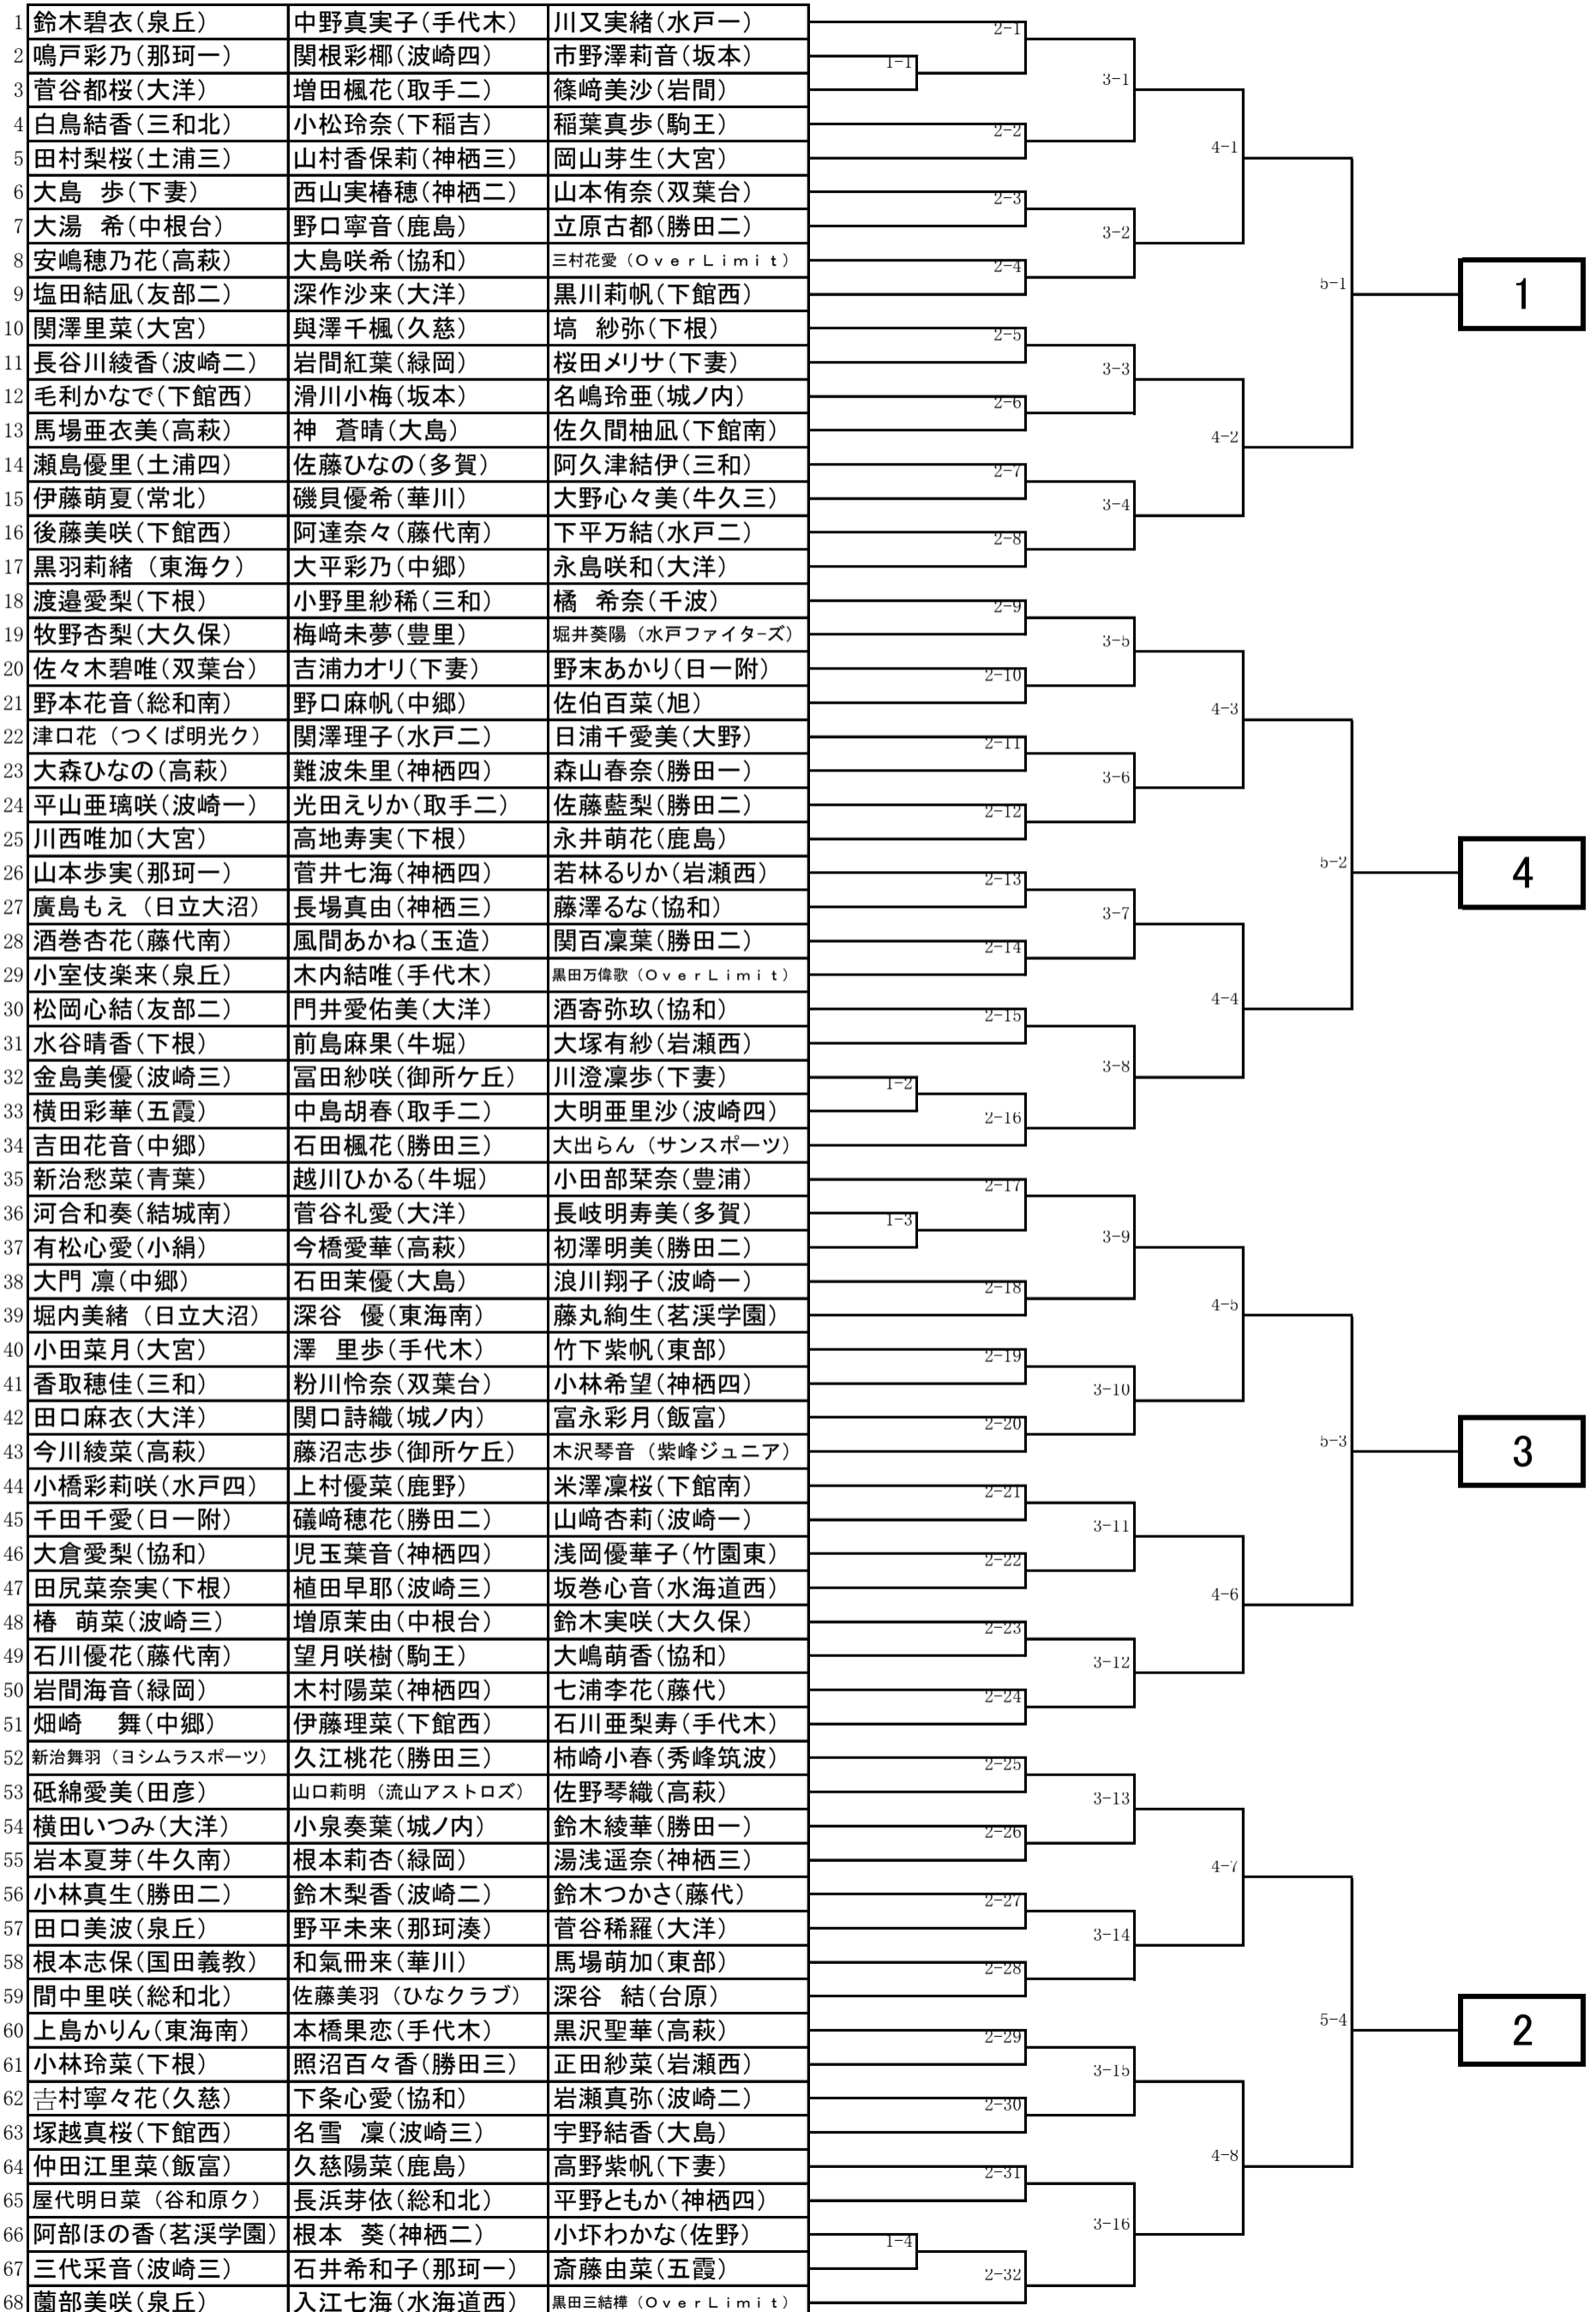 1 鈴木碧衣(泉丘) 中野真実子(手代木) 川又実緒(水戸一)
2 鳴戸彩乃(那珂一) 関根彩椰(波崎四) 市野澤莉音(坂本)
3 菅谷都桜(大洋) 増田楓花(取手二) 篠﨑美沙(岩間)
4 白鳥結香(三和北) 小松玲奈(下稲吉) 稲葉真歩(駒王)
5 田村梨桜(土浦三) 山村香保莉(神栖三) 岡山芽生(大宮)
6 大島 歩(下妻) 西山実椿穂(神栖二) 山本侑奈(双葉台)
7 大湯 希(中根台) 野口寧音(鹿島) 立原古都(勝田二)
8 安嶋穂乃花(高萩) 大島咲希(協和) 三村花愛(OverLimit)
9 塩田結凪(友部二) 深作沙来(大洋) 黒川莉帆(下館西)
10 関澤里菜(大宮) 與澤千楓(久慈) 塙 紗弥(下根)
11 長谷川綾香(波崎二) 岩間紅葉(緑岡) 桜田メリサ(下妻)
12 毛利かなで(下館西) 滑川小梅(坂本) 名嶋玲亜(城ノ内)
13 馬場亜衣美(高萩) 神 蒼晴(大島) 佐久間柚凪(下館南)
14 瀬島優里(土浦四) 佐藤ひなの(多賀) 阿久津結伊(三和)
15 伊藤萌夏(常北) 磯貝優希(華川) 大野心々美(牛久三)
16 後藤美咲(下館西) 阿達奈々(藤代南) 下平万結(水戸二)
17 黒羽莉緒(東海ク) 大平彩乃(中郷) 永島咲和(大洋)
18 渡邉愛梨(下根) 小野里紗稀(三和) 橘 希奈(千波)
19 牧野杏梨(大久保) 梅﨑未夢(豊里) 堀井葵陽(水戸ファイターズ)
20 佐々木碧唯(双葉台) 吉浦カオリ(下妻) 野末あかり(日一附)
21 野本花音(総和南) 野口麻帆(中郷) 佐伯百菜(旭)
22 津口花(つくば明光ク) 関澤理子(水戸二) 日浦千愛美(大野)
23 大森ひなの(高萩) 難波朱里(神栖四) 森山春奈(勝田一)
24 平山亜璃咲(波崎一) 光田えりか(取手二) 佐藤藍梨(勝田二)
25 川西唯加(大宮) 高地寿実(下根) 永井萌花(鹿島)
26 山本歩実(那珂一) 菅井七海(神栖四) 若林るりか(岩瀬西)
27 廣島もえ(日立大沼) 長場真由(神栖三) 藤澤るな(協和)
28 酒巻杏花(藤代南) 風間あかね(玉造) 関百凜葉(勝田二)
29 小室伎楽来(泉丘) 木内結唯(手代木) 黒田万偉歌(OverLimit)
30 松岡心結(友部二) 門井愛佑美(大洋) 酒寄弥玖(協和)
31 水谷晴香(下根) 前島麻果(牛堀) 大塚有紗(岩瀬西)
32 金島美優(波崎三) 冨田紗咲(御所ケ丘) 川澄凜歩(下妻)
33 横田彩華(五霞) 中島胡春(取手二) 大明亜里沙(波崎四)
34 吉田花音(中郷) 石田楓花(勝田三) 大出らん(サンスポーツ)
35 新治愁菜(青葉) 越川ひかる(牛堀) 小田部栞奈(豊浦)
36 河合和奏(結城南) 菅谷礼愛(大洋) 長岐明寿美(多賀)
37 有松心愛(小絹) 今橋愛華(高萩) 初澤明美(勝田二)
38 大門 凛(中郷) 石田茉優(大島) 浪川翔子(波崎一)
39 堀内美緒(日立大沼) 深谷 優(東海南) 藤丸絢生(茗渓学園)
40 小田菜月(大宮) 澤 里歩(手代木) 竹下紫帆(東部)
41 香取穂佳(三和) 粉川怜奈(双葉台) 小林希望(神栖四)
42 田口麻衣(大洋) 関口詩織(城ノ内) 富永彩月(飯富)
43 今川綾菜(高萩) 藤沼志歩(御所ケ丘) 木沢琴音(紫峰ジュニア)
44 小橋彩莉咲(水戸四) 上村優菜(鹿野) 米澤凜桜(下館南)
45 千田千愛(日一附) 礒﨑穂花(勝田二) 山﨑杏莉(波崎一)
46 大倉愛梨(協和) 児玉葉音(神栖四) 浅岡優華子(竹園東)
47 田尻菜奈実(下根) 植田早耶(波崎三) 坂巻心音(水海道西)
48 椿 萌菜(波崎三) 増原茉由(中根台) 鈴木実咲(大久保)
49 石川優花(藤代南) 望月咲樹(駒王) 大嶋萌香(協和)
50 岩間海音(緑岡) 木村陽菜(神栖四) 七浦李花(藤代)
51 畑崎 舞(中郷) 伊藤理菜(下館西) 石川亜梨寿(手代木)
52 新治舞羽(ヨシムラスポーツ) 久江桃花(勝田三) 柿崎小春(秀峰筑波)
53 砥綿愛美(田彦) 山口莉明(流山アストロズ) 佐野琴織(高萩)
54 横田いつみ(大洋) 小泉奏葉(城ノ内) 鈴木綾華(勝田一)
55 岩本夏芽(牛久南) 根本莉杏(緑岡) 湯浅遥奈(神栖三)
56 小林真生(勝田二) 鈴木梨香(波崎二) 鈴木つかさ(藤代)
57 田口美波(泉丘) 野平未来(那珂湊) 菅谷稀羅(大洋)
58 根本志保(国田義教) 和氣冊来(華川) 馬場萌加(東部)
59 間中里咲(総和北) 佐藤美羽(ひなクラブ) 深谷 結(台原)
60 上島かりん(東海南) 本橋果恋(手代木) 黒沢聖華(高萩)
61 小林玲菜(下根) 照沼百々香(勝田三) 正田紗菜(岩瀬西)
62 𠮷村寧々花(久慈) 下条心愛(協和) 岩瀬真弥(波崎二)
63 塚越真桜(下館西) 名雪 凜(波崎三) 宇野結香(大島)
64 仲田江里菜(飯富) 久慈陽菜(鹿島) 高野紫帆(下妻)
65 屋代明日菜(谷和原ク) 長浜芽依(総和北) 平野ともか(神栖四)
66 阿部ほの香(茗渓学園) 根本 葵(神栖二) 小圷わかな(佐野)
67 三代采音(波崎三) 石井希和子(那珂一) 斎藤由菜(五霞)
68 薗部美咲(泉丘) 入江七海(水海道西) 黒田三結樺(OverLimit)
1-1
1-2
1-3
1-4
2-1
2-2
2-3
2-4
2-5
2-6
2-7
2-8
2-9
2-10
2-11
2-12
2-13
2-14
2-15
2-16
2-17
2-18
2-19
2-20
2-21
2-22
2-23
2-24
2-25
2-26
2-27
2-28
2-29
2-30
2-31
2-32
3-1
3-2
3-3
3-4
3-5
3-6
3-7
3-8
3-9
3-10
3-11
3-12
3-13
3-14
3-15
3-16
4-1
4-2
4-3
4-4
4-5
4-6
4-7
4-8
5-1
5-2
5-3
5-4
1
4
3
2